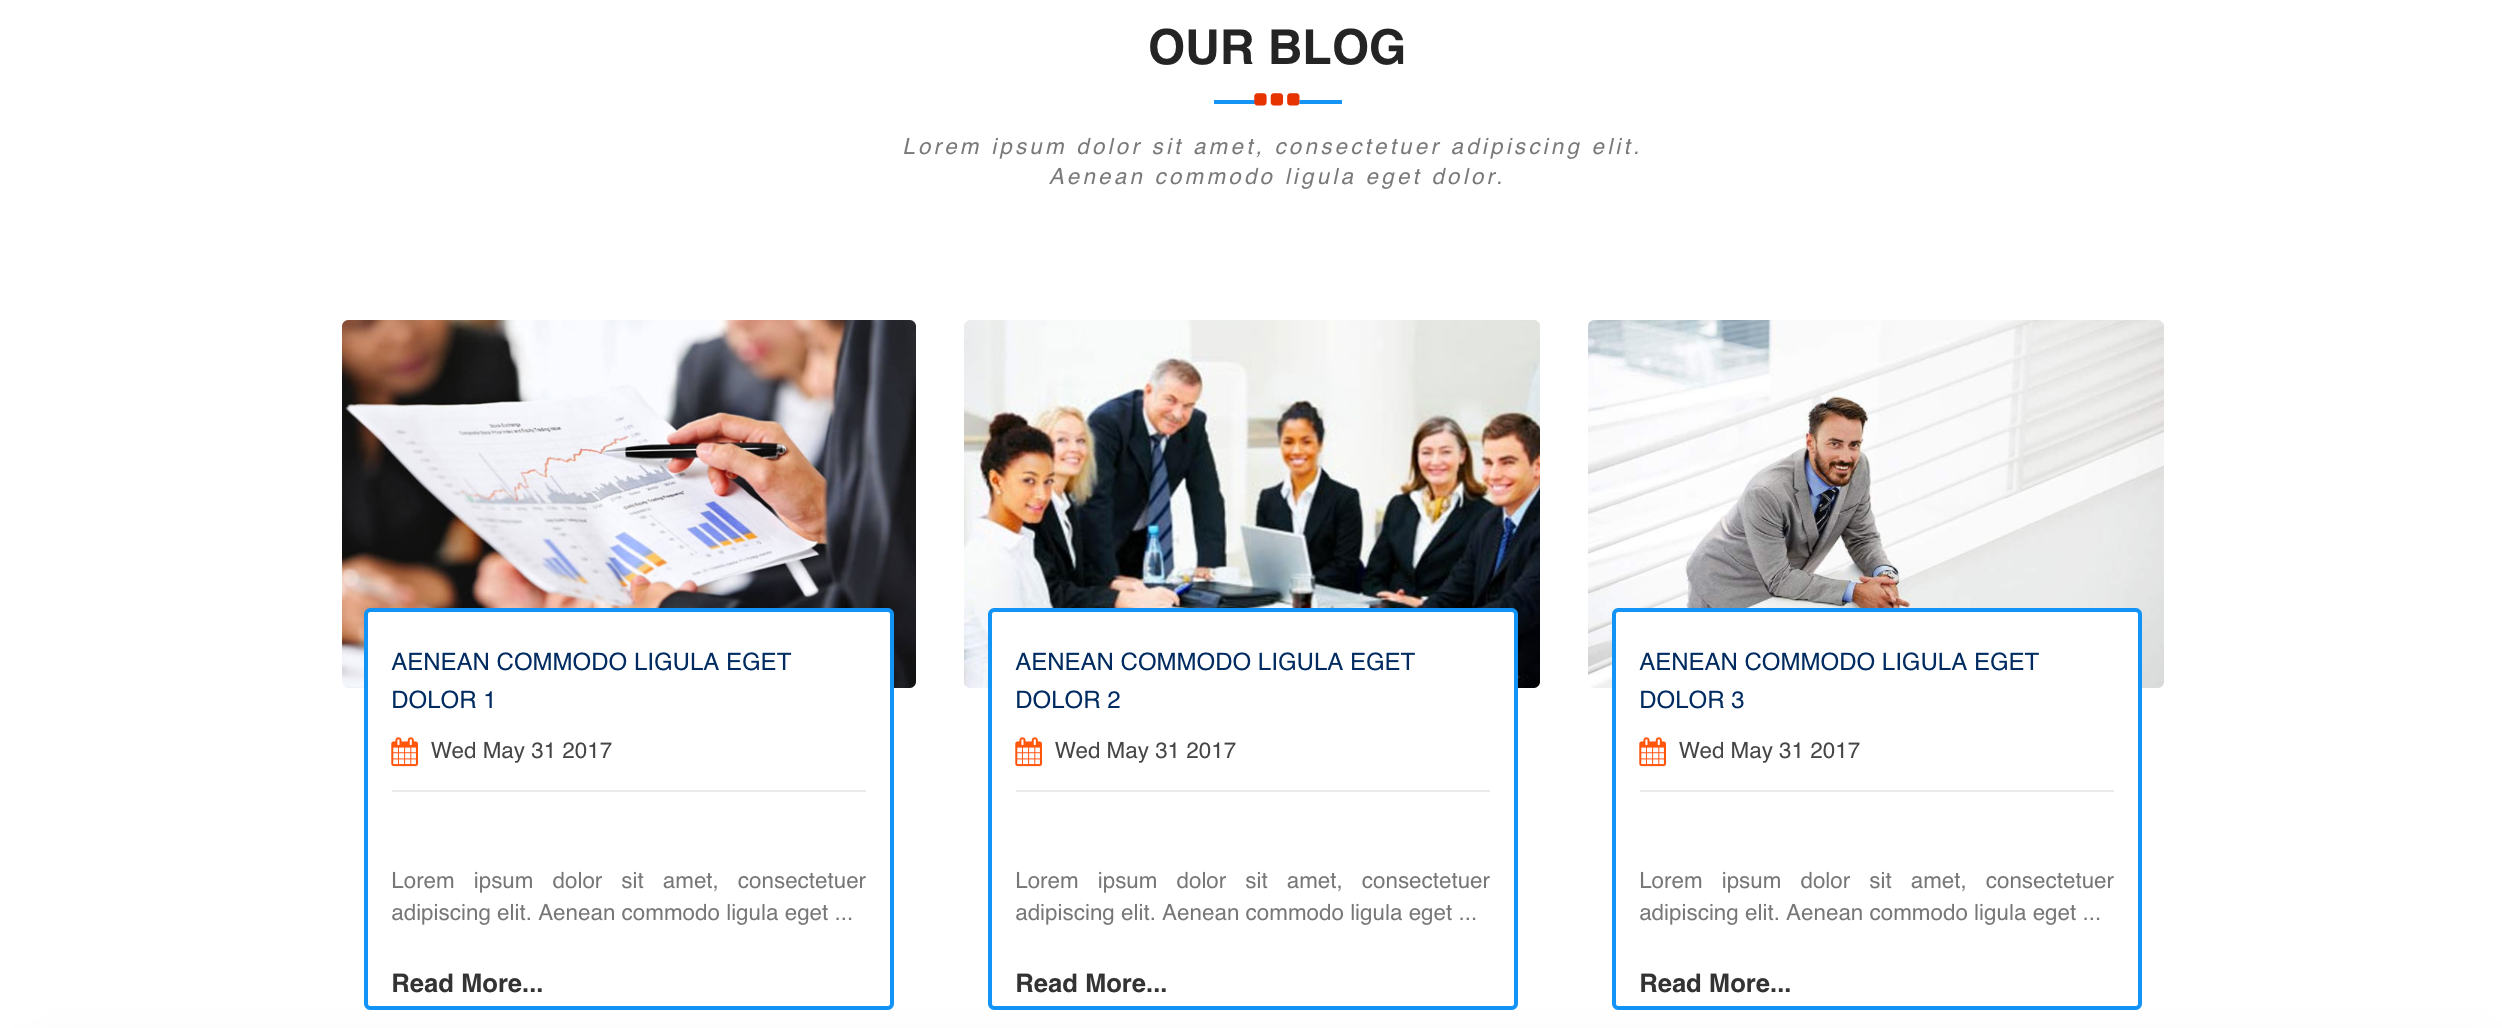 OUR BLOG
Lorem ipsum dolor sit amet, consectetuer adipiscing elit.
Aenean commodo ligula eget dolor.
AENEAN COMMODO LIGULA EGET
DOLOR 1
Wed May 31 2017
Lorem ipsum dolor sit amet, consectetuer
adipiscing elit. Aenean commodo ligula eget ...
Read More...
AENEAN COMMODO LIGULA EGET
DOLOR 2
Wed May 31 2017
Lorem ipsum dolor sit amet, consectetuer
adipiscing elit. Aenean commodo ligula eget ...
Read More...
AENEAN COMMODO LIGULA EGET
DOLOR 3
Wed May 31 2017
Lorem ipsum dolor sit amet, consectetuer
adipiscing elit. Aenean commodo ligula eget ...
Read More...